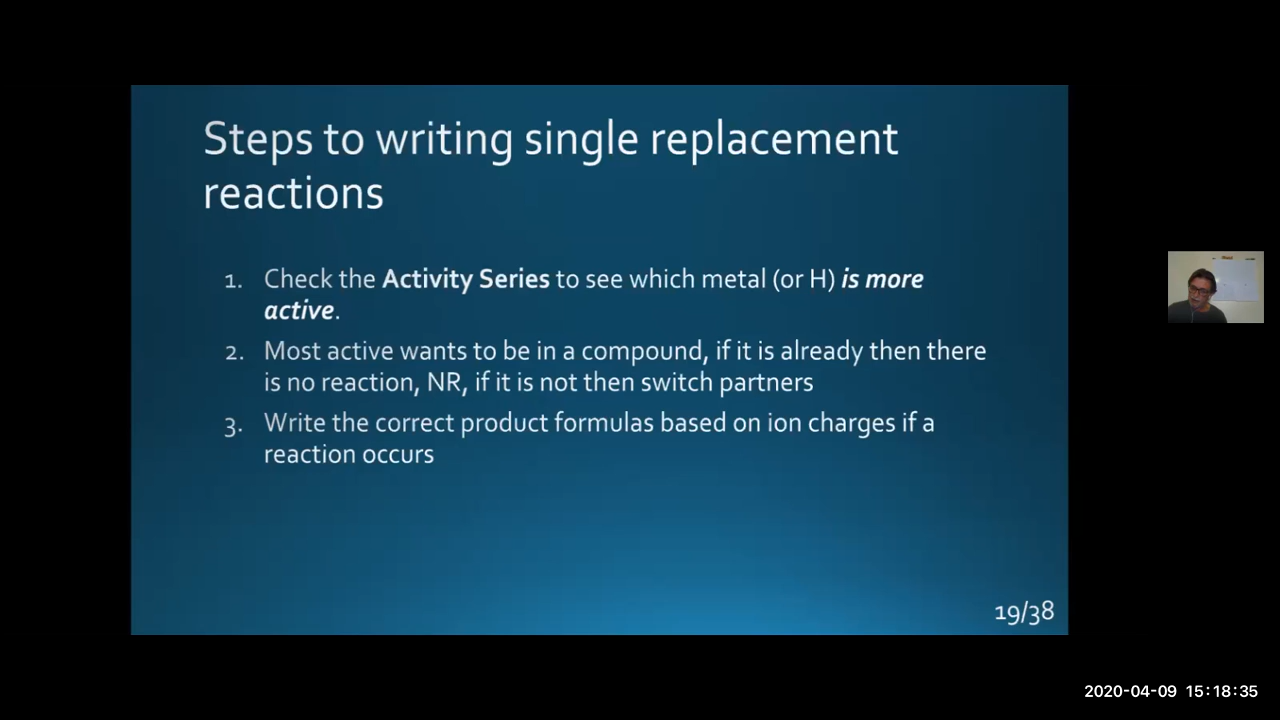 Steps to writing single replacement
reactions
1. Check the Activity Series to see which metal (or H) is more
active.
2. Most active wants to be in a compound, if it is already then there
is no reaction, NR, if it is not then switch partners
3. Write the correct product formulas based on ion charges if a
reaction occurs
19/38
2020-04-09 15:18:35